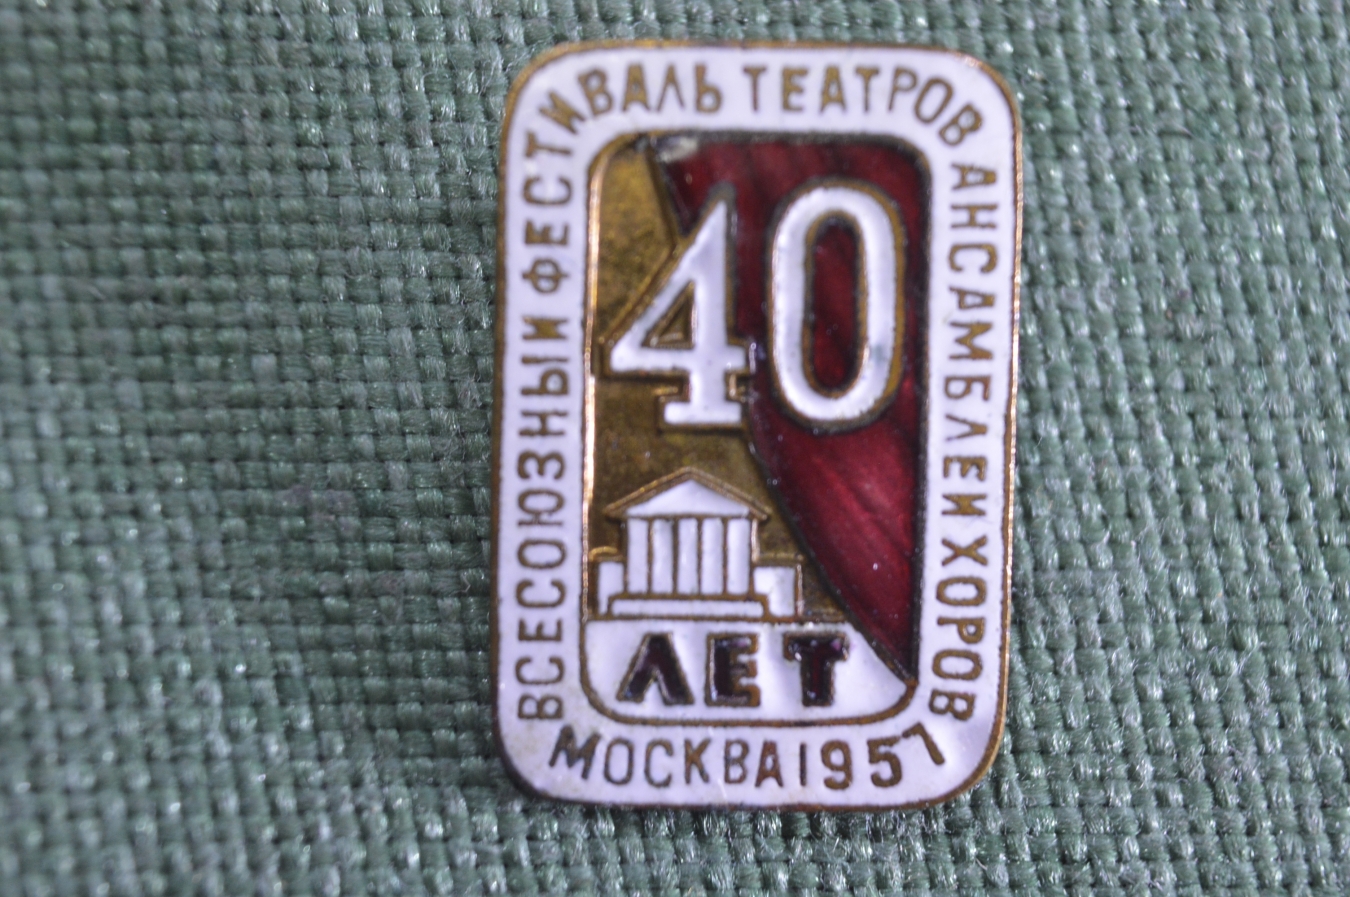 ВСЕСОЮЗНЫЙ ФЕСТИВАЛЬ ТЕАТРОВ АНСАМБЛЕЙ ХОРОВ
40
ЛЕТ
МОСКВА 1957